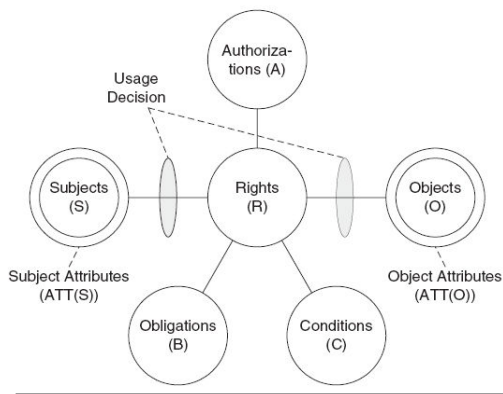 Authoriza-
tions (A)
Usage
Decision
Subjects
(S)
Rights
(R)
Objects
(O)
Subject Attributes
(ATT(S))
Object Attributes
(ATT(O))
Obligations
(B)
Conditions
(C)